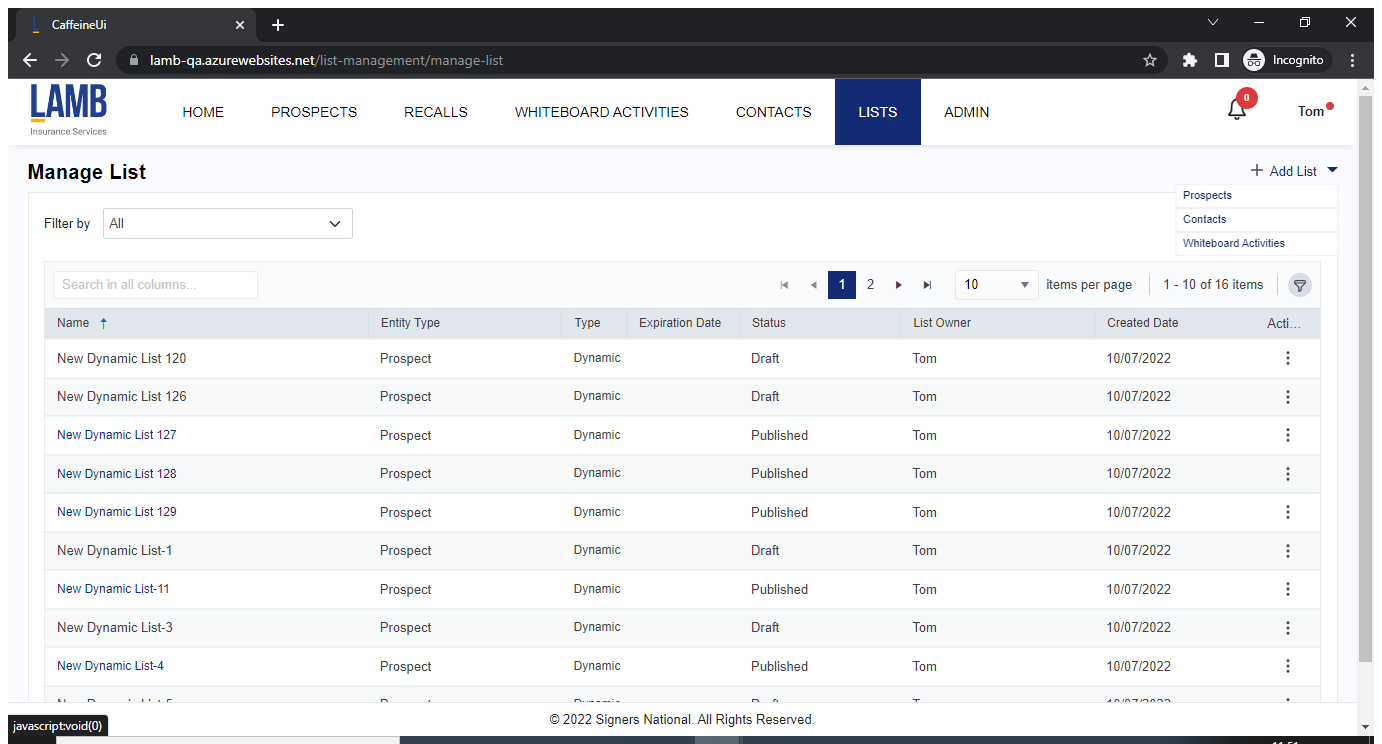 CaffeineUi
lamb-qa.azurewebsites.net/list-management/manage-list
Incognito
LAMB
Insurance Services
HOME PROSPECTS RECALLS WHITEBOARD ACTIVITIES CONTACTS LISTS ADMIN
0
Tom
Manage List
Add List
Prospects
Contacts
Whiteboard Activities
Filter by All
Search in all columns...
1 2 10 items per page 1 - 10 of 16 items
Name Entity Type Type Expiration Date Status List Owner Created Date Acti...
New Dynamic List 120 Prospect Dynamic Draft Tom 10/07/2022
New Dynamic List 126 Prospect Dynamic Draft Tom 10/07/2022
New Dynamic List 127 Prospect Dynamic Published Tom 10/07/2022
New Dynamic List 128 Prospect Dynamic Published Tom 10/07/2022
New Dynamic List 129 Prospect Dynamic Published Tom 10/07/2022
New Dynamic List-1 Prospect Dynamic Draft Tom 10/07/2022
New Dynamic List-11 Prospect Dynamic Published Tom 10/07/2022
New Dynamic List-3 Prospect Dynamic Draft Tom 10/07/2022
New Dynamic List-4 Prospect Dynamic Published Tom 10/07/2022
© 2022 Signers National. All Rights Reserved.
javascript:void(0)